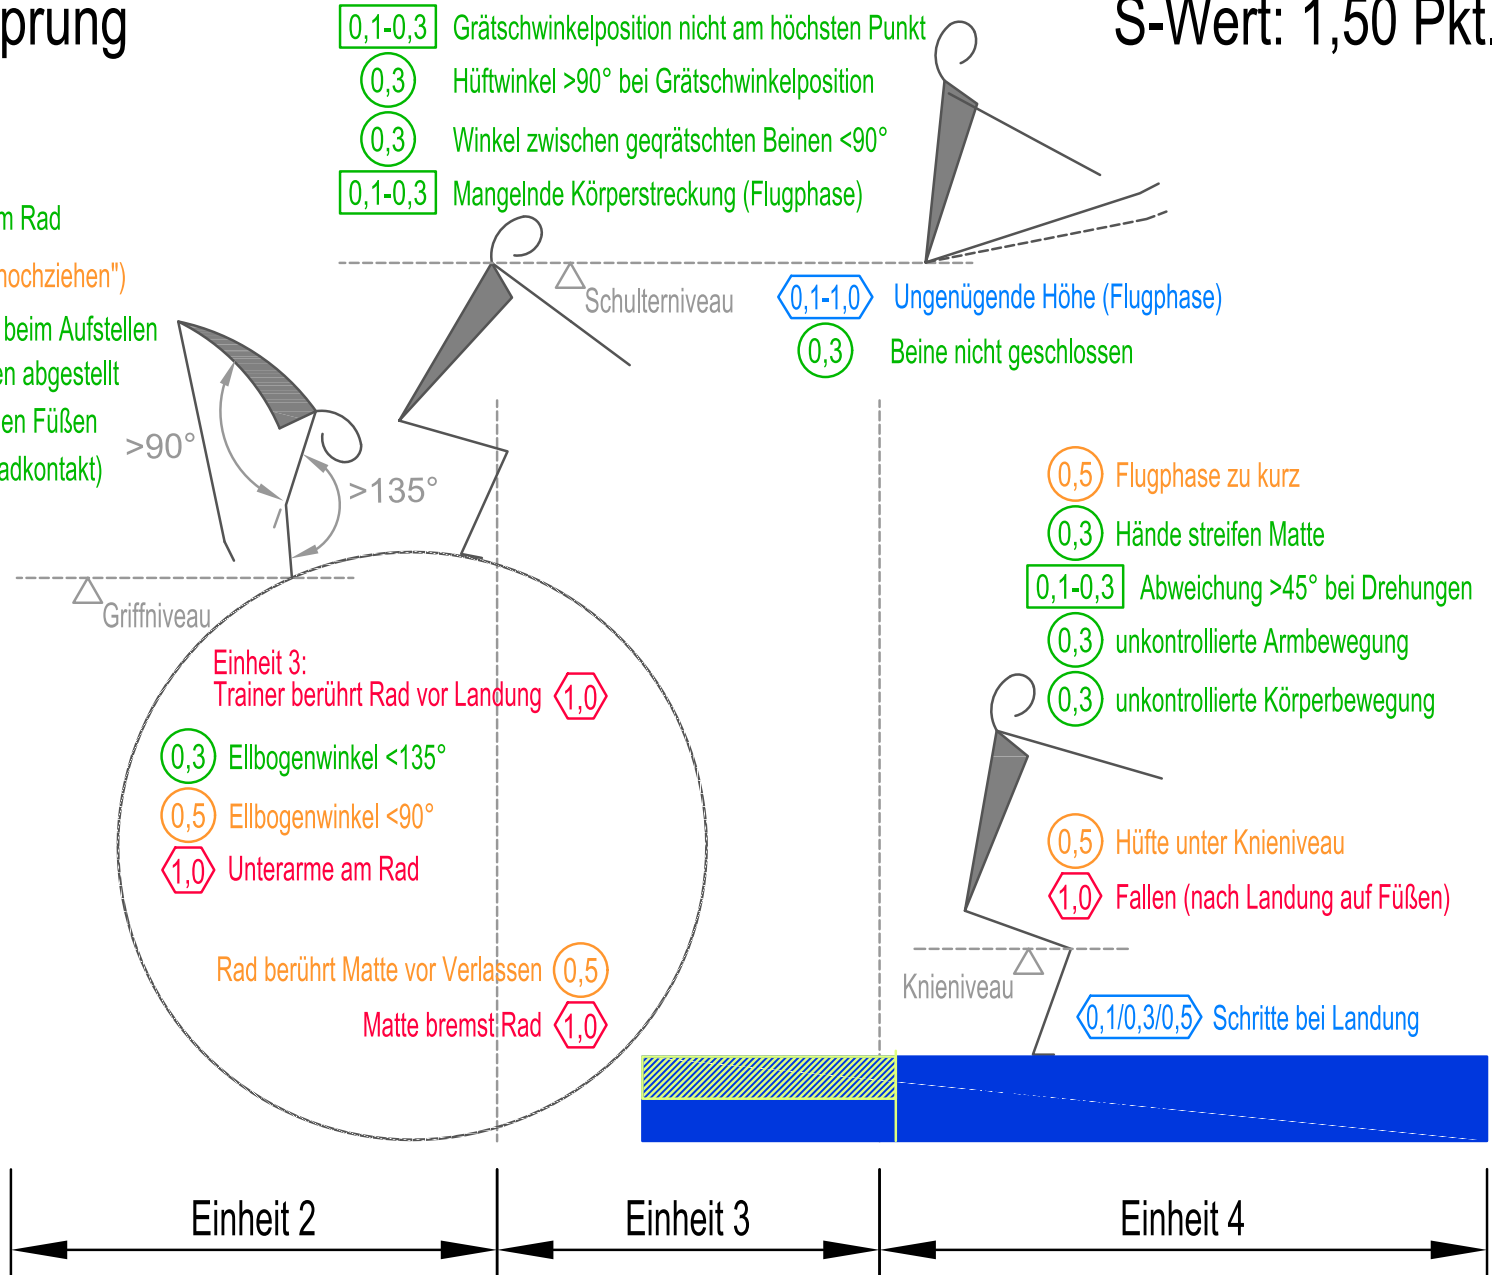 prung
S-Wert: 1,50 Pkt.
0,1-0,3 Grätschwinkelposition nicht am höchsten Punkt
0,3 Hüftwinkel >90° bei Grätschwinkelposition
0,3 Winkel zwischen geqrätschten Beinen <90°
0,1-0,3 Mangelnde Körperstreckung (Flugphase)
m Rad
hochziehen")
beim Aufstellen
en abgestellt
en Füßen
adkontakt)
>90°
>135°
Schulterniveau
0,1-1,0 Ungenügende Höhe (Flugphase)
0,3 Beine nicht geschlossen
Griffniveau
0,5 Flugphase zu kurz
0,3 Hände streifen Matte
0,1-0,3 Abweichung >45° bei Drehungen
0,3 unkontrollierte Armbewegung
0,3 unkontrollierte Körperbewegung
Einheit 3:
Trainer berührt Rad vor Landung 1,0
0,3 Ellbogenwinkel <135°
0,5 Ellbogenwinkel <90°
1,0 Unterarme am Rad
0,5 Hüfte unter Knieniveau
1,0 Fallen (nach Landung auf Füßen)
Rad berührt Matte vor Verlassen 0,5
Matte bremst Rad 1,0
Knieniveau
0,1/0,3/0,5 Schritte bei Landung
Einheit 2
Einheit 3
Einheit 4